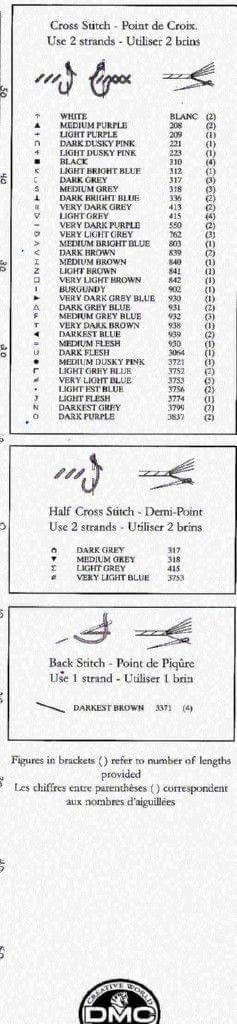 Cross Stitch - Point de Croix.
Use 2 strands - Utiliser 2 brins
WHITE BLANC (2)
MEDIUM PURPLE 208 (2)
LIGHT PURPLE 209 (1)
DARK DUSKY PINK 221 (1)
LIGHT DUSKY PINK 223 (1)
BLACK 310 (4)
LIGHT BRIGHT BLUE 312 (1)
DARK GREY 317 (3)
MEDIUM GREY 318 (3)
DARK BRIGHT BLUE 336 (2)
VERY DARK GREY 413 (2)
LIGHT GREY 415 (4)
VERY DARK PURPLE 550 (2)
VERY LIGHT GREY 762 (3)
MEDIUM BRIGHT BLUE 803 (1)
DARK BROWN 839 (2)
MEDIUM BROWN 840 (1)
LIGHT BROWN 841 (1)
VERY LIGHT BROWN 842 (1)
BURGUNDY 902 (1)
VERY DARK GREY BLUE 930 (1)
DARK GREY BLUE 931 (2)
MEDIUM GREY BLUE 932 (3)
VERY DARK BROWN 938 (1)
DARKEST BLUE 939 (2)
MEDIUM FLESH 950 (1)
DARK FLESH 3064 (1)
MEDIUM DUSKY PINK 3721 (1)
LIGHT GREY BLUE 3752 (2)
VERY LIGHT BLUE 3753 (5)
LIGHT EST BLUE 3756 (2)
LIGHT FLESH 3774 (1)
DARKEST GREY 3799 (2)
DARK PURPLE 3837 (2)
Half Cross Stitch - Demi-Point
Use 2 strands - Utiliser 2 brins
DARK GREY 317
MEDIUM GREY 318
LIGHT GREY 415
VERY LIGHT BLUE 3753
Back Stitch - Point de Piqûre
Use 1 strand - Utiliser 1 brin
DARKEST BROWN 3371 (4)
Figures in brackets ( ) refer to number of lengths
provided
Les chiffres entre parenthèses ( ) correspondent
aux nombres d'aiguillées
CREATIVE WORLD
DMC